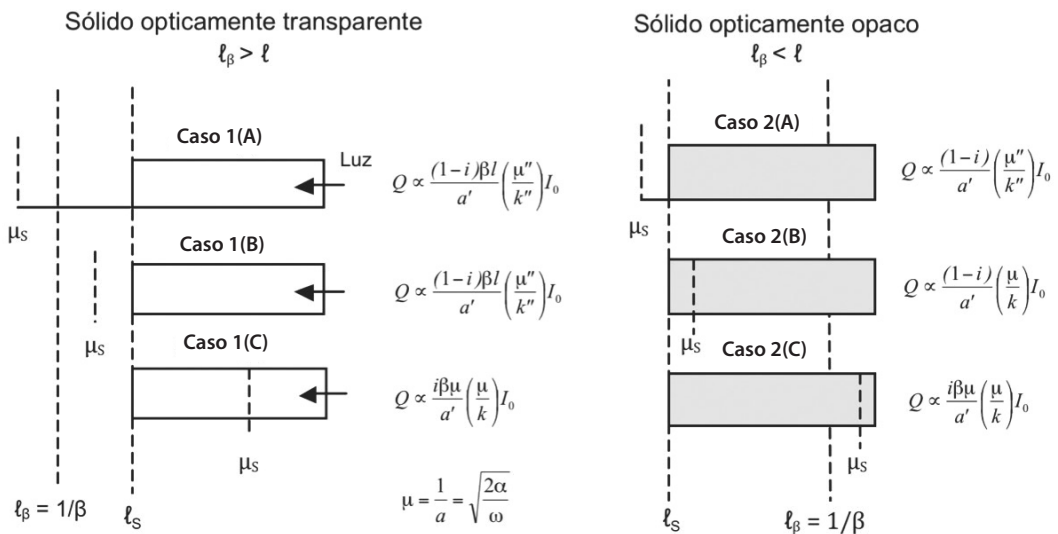 Sólido opticamente transparente
ℓβ > ℓ
Caso 1(A)
Luz
Q ∝ (1−i)βl/a′ (μ″/k″) I₀
μS
Caso 1(B)
Q ∝ (1−i)βl/a′ (μ″/k″) I₀
μS
Caso 1(C)
Q ∝ iβμ/a′ (μ/k) I₀
μS
μ = 1/a = √(2α/ω)
ℓβ = 1/β
ℓS
Sólido opticamente opaco
ℓβ < ℓ
Caso 2(A)
Q ∝ (1−i)/a′ (μ″/k″) I₀
μS
Caso 2(B)
Q ∝ (1−i)/a′ (μ/k) I₀
μS
Caso 2(C)
Q ∝ iβμ/a′ (μ/k) I₀
μS
ℓS
ℓβ = 1/β